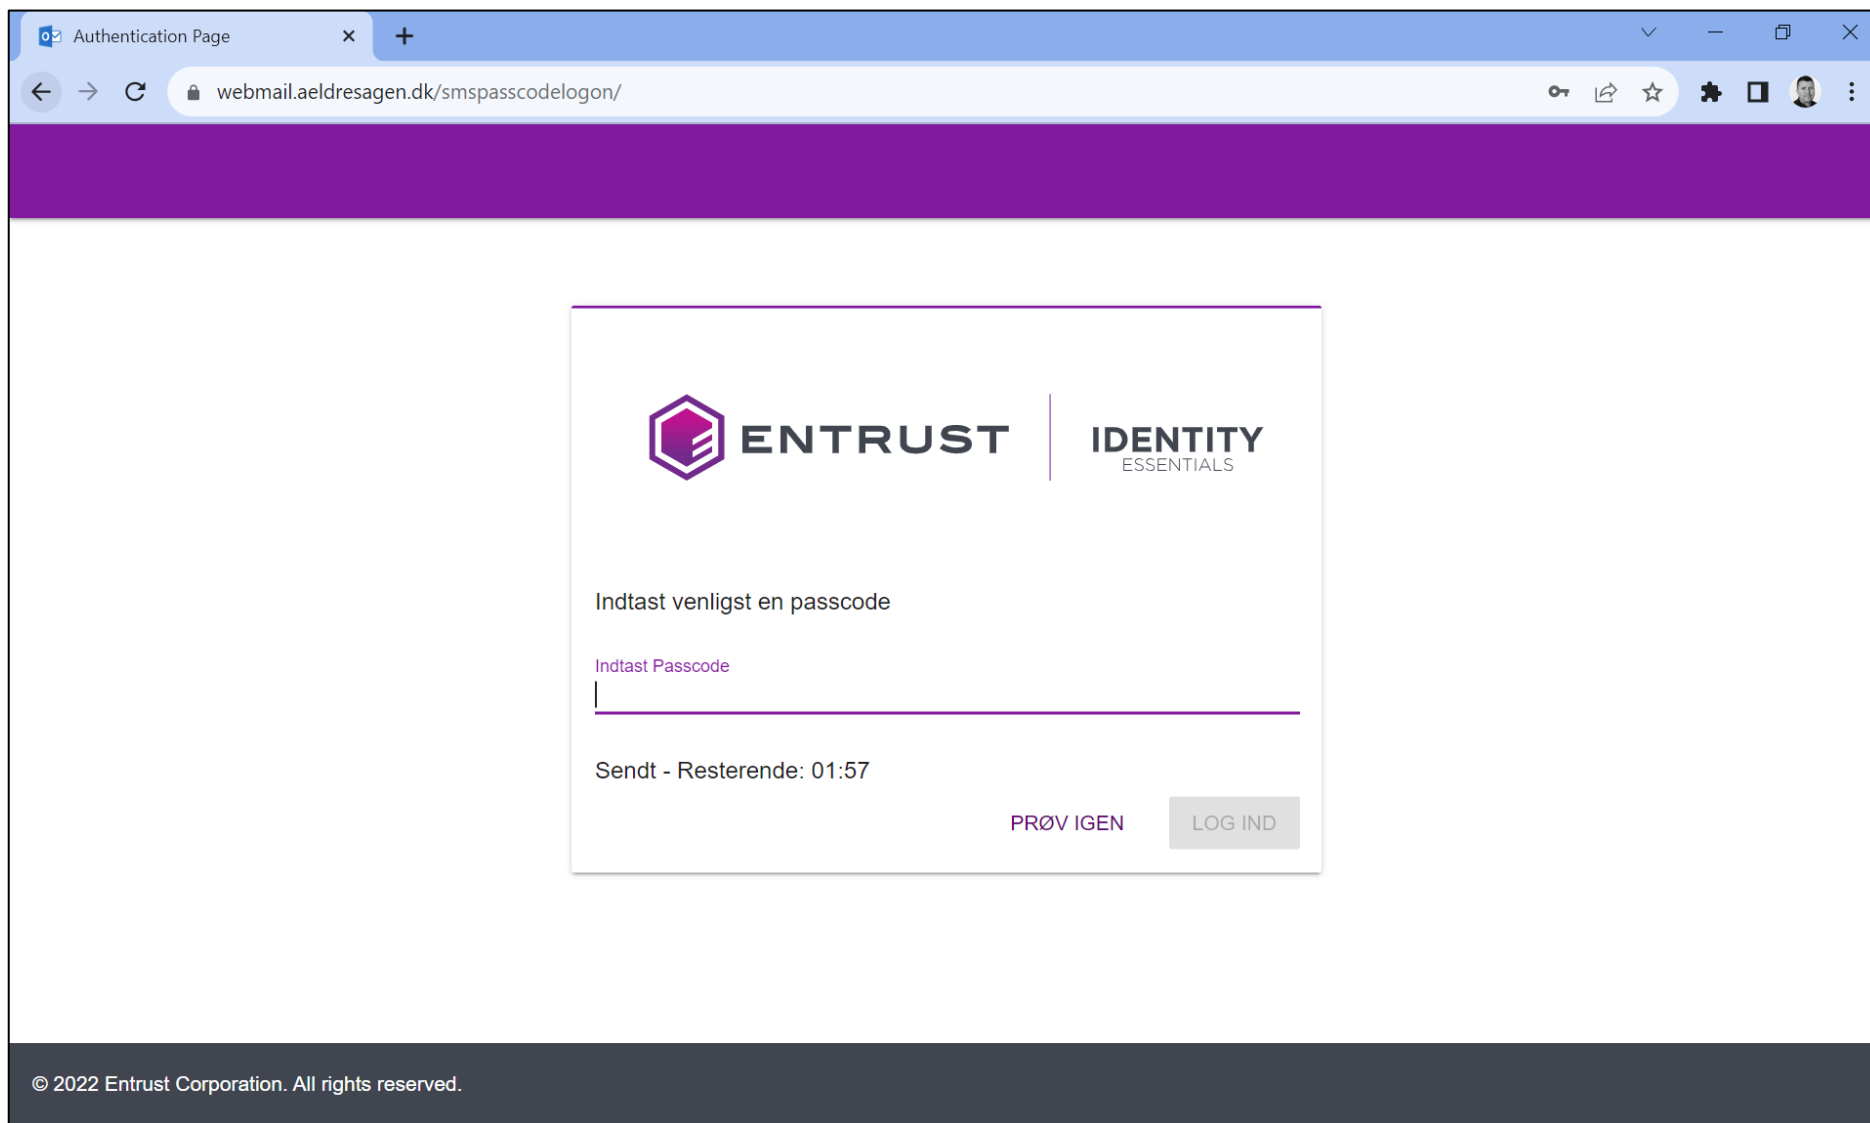 Authentication Page
webmail.aeldresagen.dk/smspasscodelogon/
ENTRUST
IDENTITY
ESSENTIALS
Indtast venligst en passcode
Indtast Passcode
Sendt - Resterende: 01:57
PRØV IGEN LOG IND
© 2022 Entrust Corporation. All rights reserved.